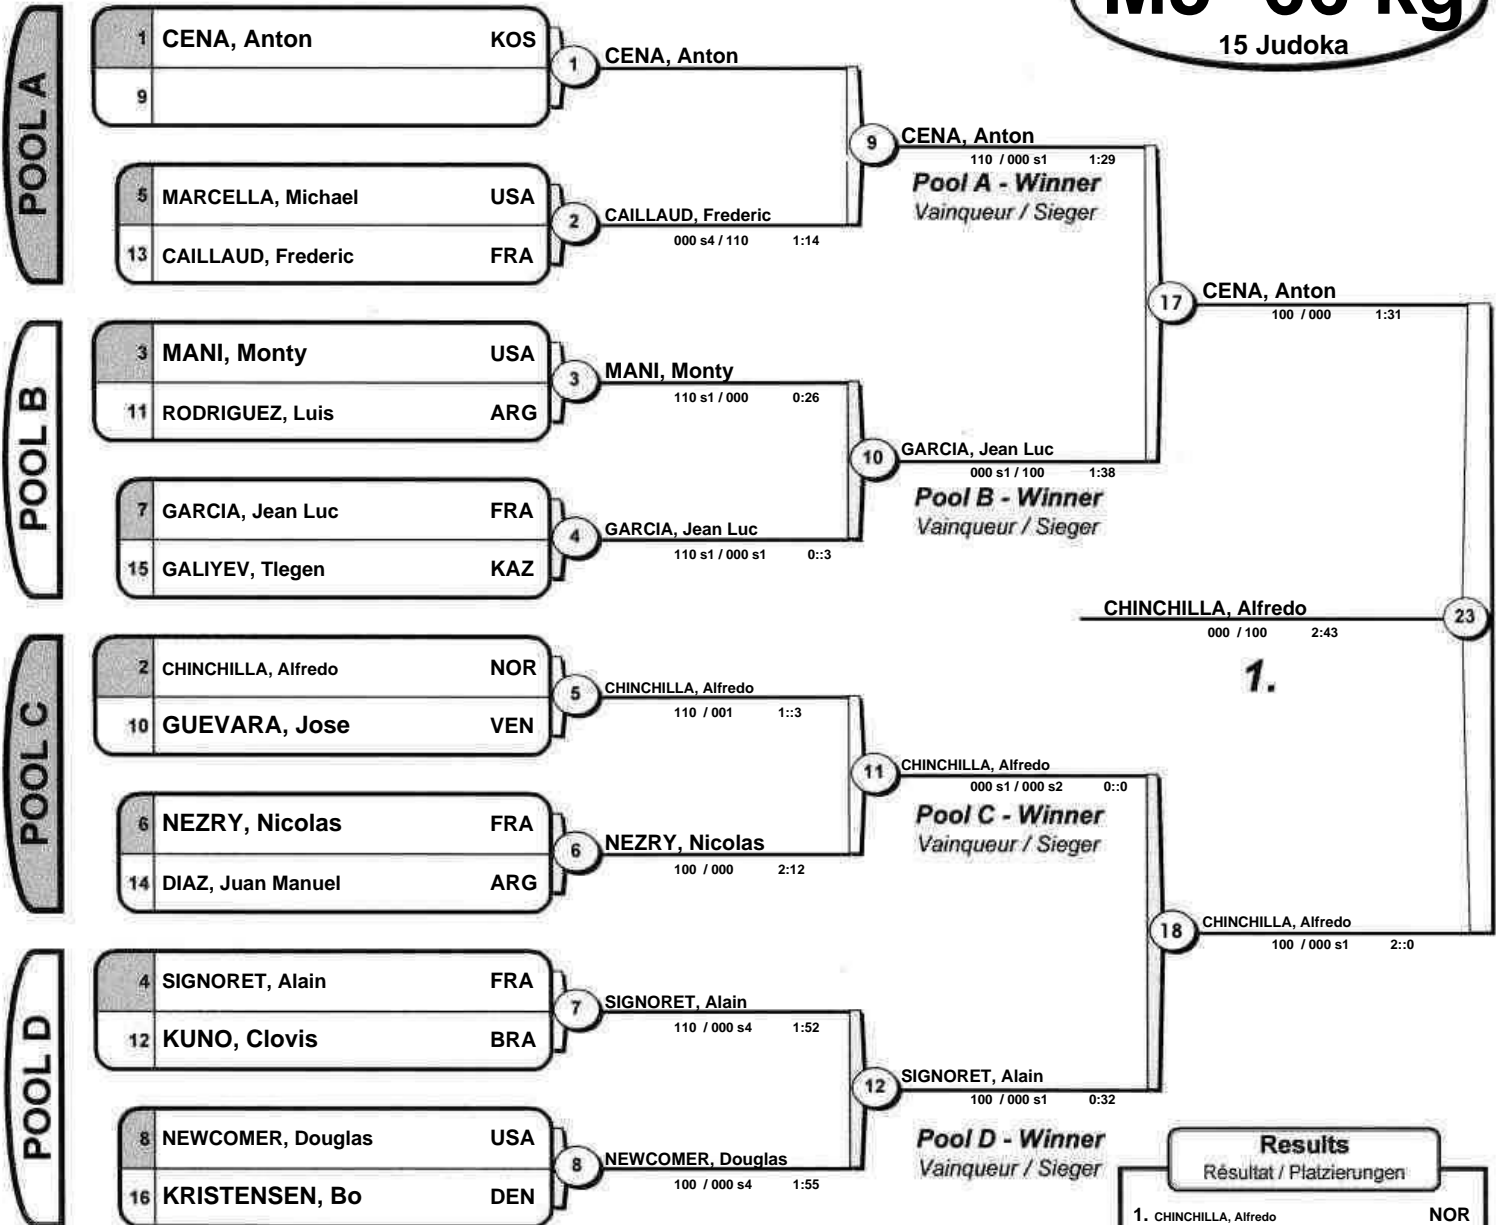 M5 -66 kg
15 Judoka
POOL A
1 CENA, Anton KOS
9
5 MARCELLA, Michael USA
13 CAILLAUD, Frederic FRA
1 CENA, Anton
2 CAILLAUD, Frederic
000 s4 / 110 1:14
9 CENA, Anton
110 / 000 s1 1:29
Pool A - Winner
Vainqueur / Sieger
POOL B
3 MANI, Monty USA
11 RODRIGUEZ, Luis ARG
7 GARCIA, Jean Luc FRA
15 GALIYEV, Tlegen KAZ
3 MANI, Monty
110 s1 / 000 0:26
4 GARCIA, Jean Luc
110 s1 / 000 s1 0::3
10 GARCIA, Jean Luc
000 s1 / 100 1:38
Pool B - Winner
Vainqueur / Sieger
17 CENA, Anton
100 / 000 1:31
CHINCHILLA, Alfredo 23
000 / 100 2:43
1.
POOL C
2 CHINCHILLA, Alfredo NOR
10 GUEVARA, Jose VEN
6 NEZRY, Nicolas FRA
14 DIAZ, Juan Manuel ARG
5 CHINCHILLA, Alfredo
110 / 001 1::3
6 NEZRY, Nicolas
100 / 000 2:12
11 CHINCHILLA, Alfredo
000 s1 / 000 s2 0::0
Pool C - Winner
Vainqueur / Sieger
POOL D
4 SIGNORET, Alain FRA
12 KUNO, Clovis BRA
8 NEWCOMER, Douglas USA
16 KRISTENSEN, Bo DEN
7 SIGNORET, Alain
110 / 000 s4 1:52
8 NEWCOMER, Douglas
100 / 000 s4 1:55
12 SIGNORET, Alain
100 / 000 s1 0:32
Pool D - Winner
Vainqueur / Sieger
18 CHINCHILLA, Alfredo
100 / 000 s1 2::0
Results
Résultat / Platzierungen
1. CHINCHILLA, Alfredo NOR